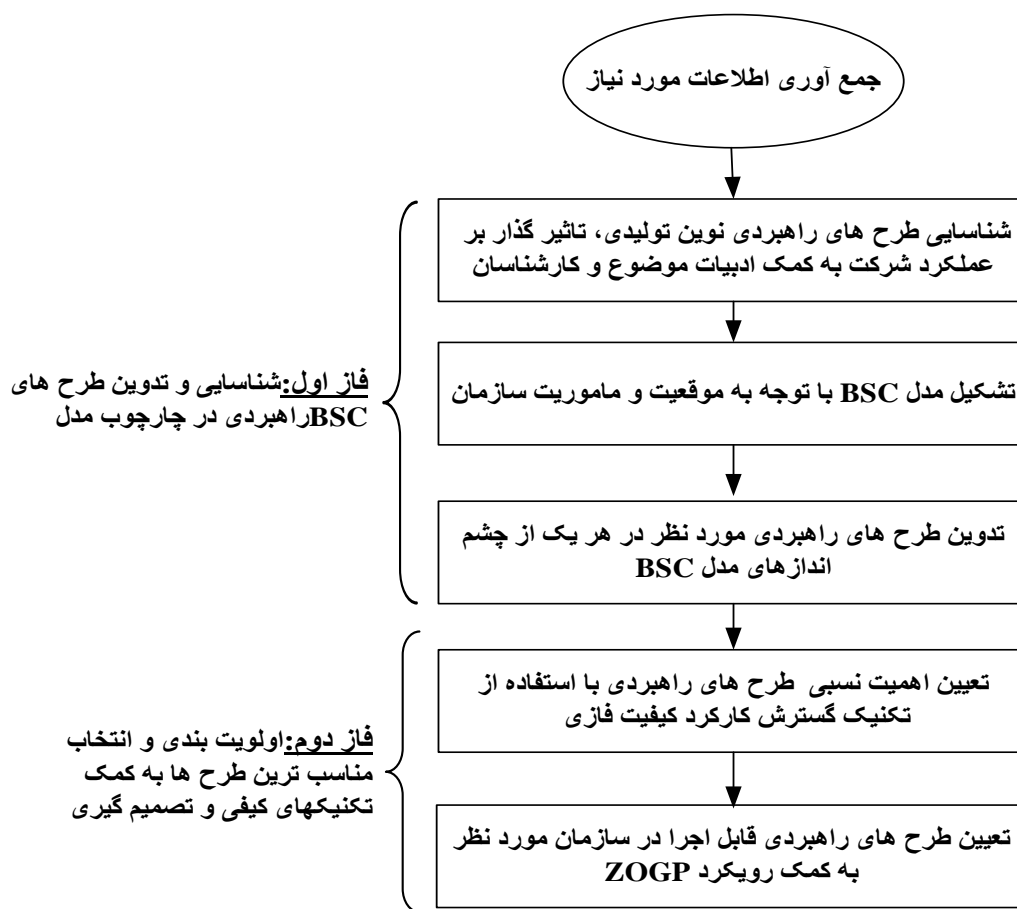 جمع آوری اطلاعات مورد نیاز
شناسایی طرح های راهبردی نوین تولیدی، تاثیر گذار بر
عملکرد شرکت به کمک ادبیات موضوع و کارشناسان
تشکیل مدل BSC با توجه به موقعیت و ماموریت سازمان
فاز اول:شناسایی و تدوین طرح های
راهبردی در چارچوب مدل BSC
تدوین طرح های راهبردی مورد نظر در هر یک از چشم
اندازهای مدل BSC
تعیین اهمیت نسبی طرح های راهبردی با استفاده از
تکنیک گسترش کارکرد کیفیت فازی
فاز دوم:اولویت بندی و انتخاب
مناسب ترین طرح ها به کمک
تکنیکهای کیفی و تصمیم گیری
تعیین طرح های راهبردی قابل اجرا در سازمان مورد نظر
به کمک رویکرد ZOGP